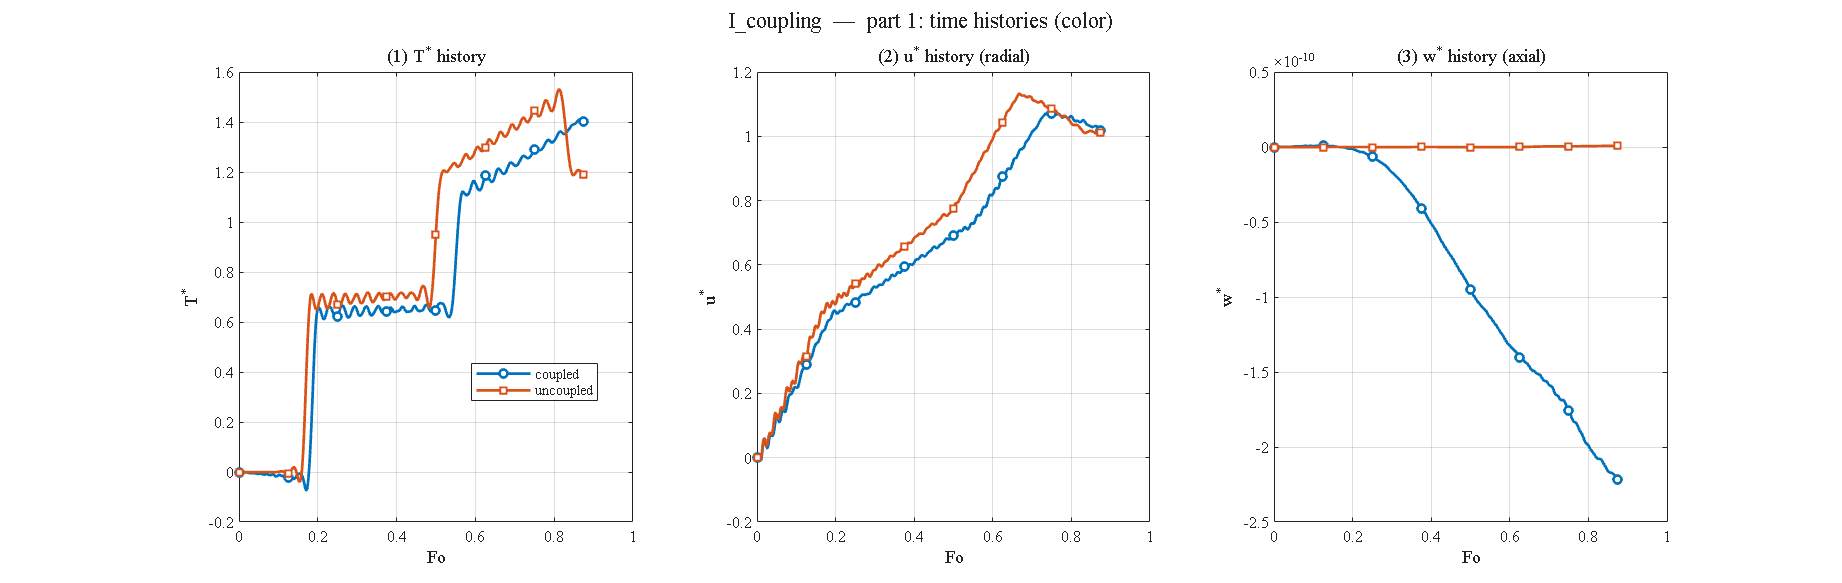 I_coupling — part 1: time histories (color)
(1) T* history
1.6
1.4
1.2
1
0.8
0.6
0.4
0.2
0
-0.2
0 0.2 0.4 0.6 0.8 1
T*
Fo
coupled
uncoupled
(2) u* history (radial)
1.2
1
0.8
0.6
0.4
0.2
0
-0.2
0 0.2 0.4 0.6 0.8 1
u*
Fo
(3) w* history (axial)
×10⁻¹⁰
0.5
0
-0.5
-1
-1.5
-2
-2.5
0 0.2 0.4 0.6 0.8 1
w*
Fo